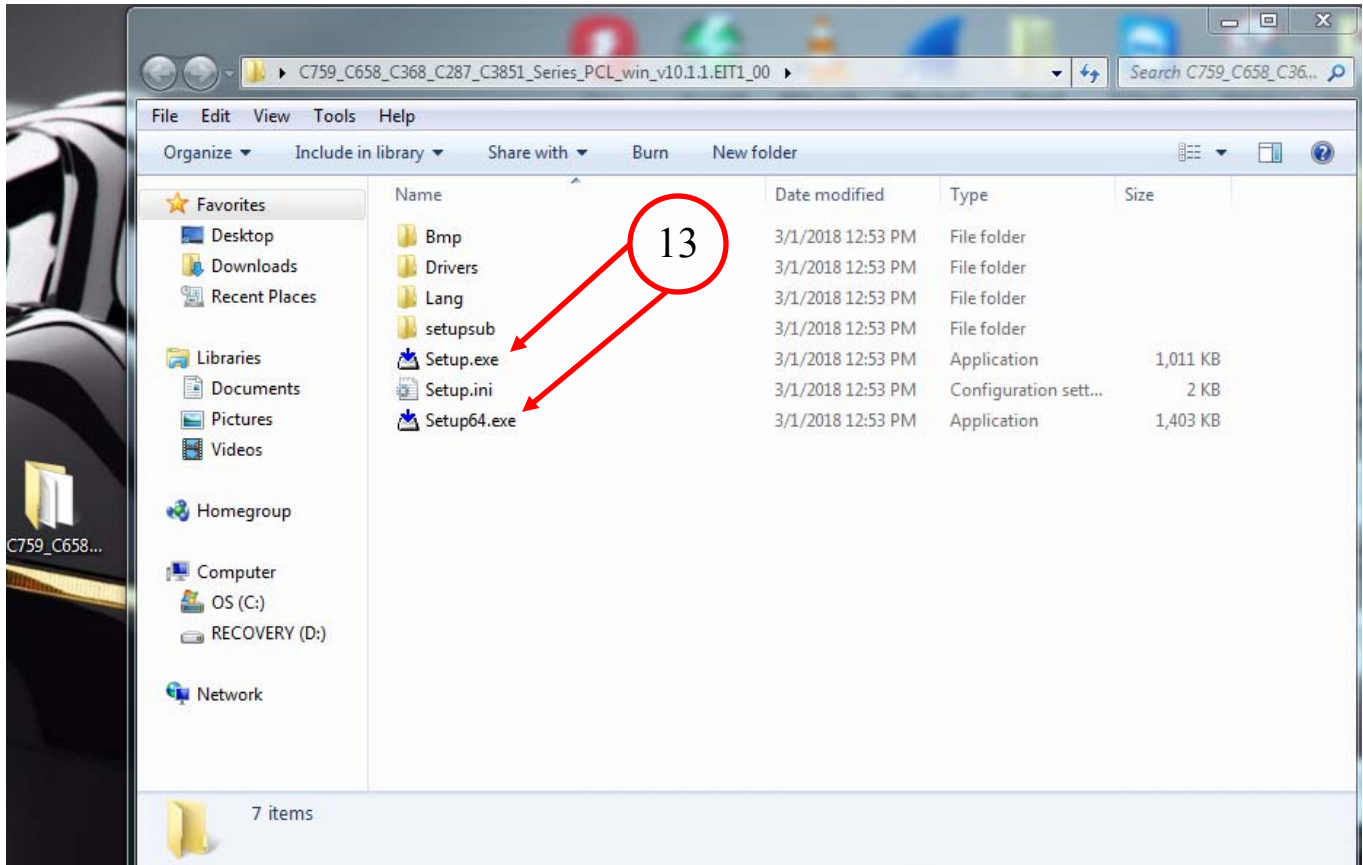 C759_C658_C368_C287_C3851_Series_PCL_win_v10.1.1.EIT1_00
Search C759_C658_C36...
File Edit View Tools Help
Organize Include in library Share with Burn New folder
Name Date modified Type Size
Favorites
Desktop
Downloads
Recent Places
Libraries
Documents
Pictures
Videos
Homegroup
Computer
OS (C:)
RECOVERY (D:)
Network
Bmp 3/1/2018 12:53 PM File folder
Drivers 3/1/2018 12:53 PM File folder
Lang 3/1/2018 12:53 PM File folder
setupsub 3/1/2018 12:53 PM File folder
Setup.exe 3/1/2018 12:53 PM Application 1,011 KB
Setup.ini 3/1/2018 12:53 PM Configuration sett... 2 KB
Setup64.exe 3/1/2018 12:53 PM Application 1,403 KB
13
7 items
C759_C658...